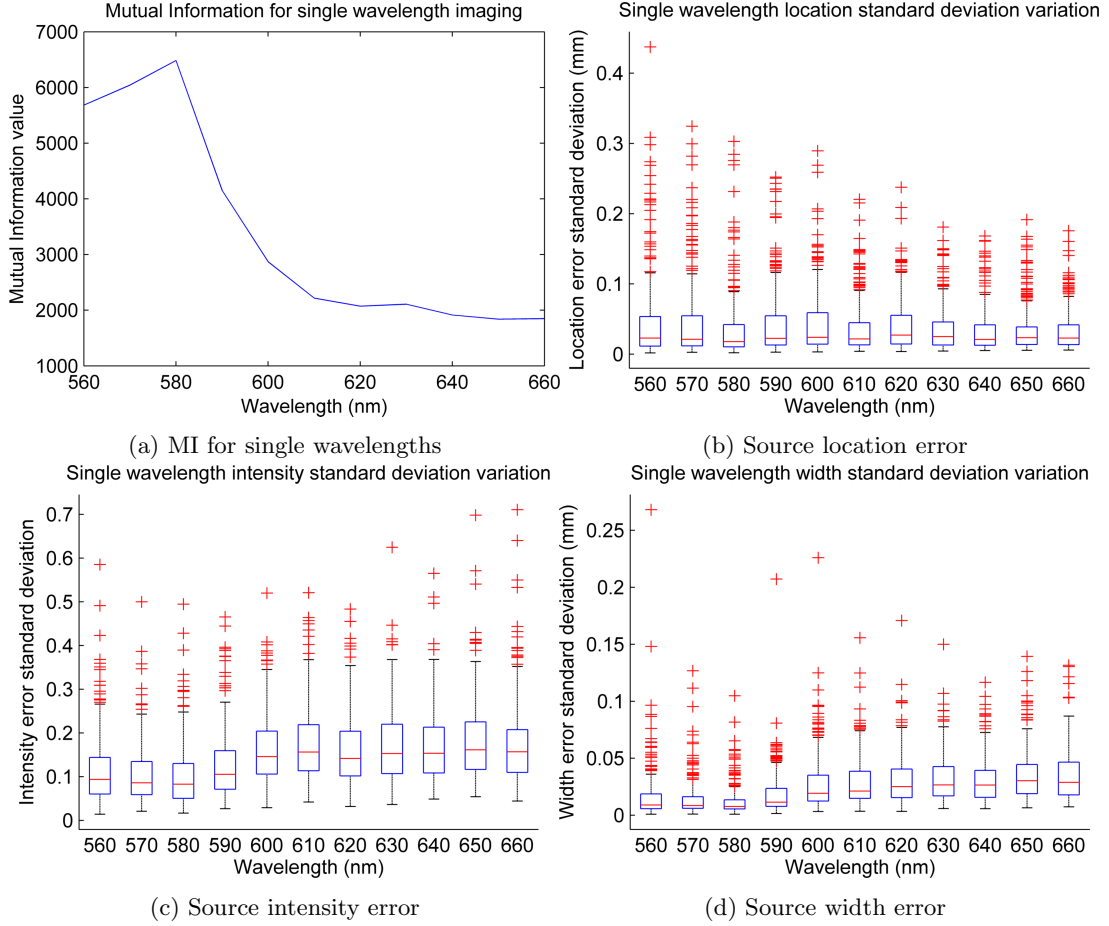 Mutual Information for single wavelength imaging
7000
6000
5000
4000
3000
2000
1000
560 580 600 620 640 660
Mutual Information value
Wavelength (nm)
(a) MI for single wavelengths
Single wavelength location standard deviation variation
0.4
0.3
0.2
0.1
0
560 570 580 590 600 610 620 630 640 650 660
Location error standard deviation (mm)
Wavelength (nm)
(b) Source location error
Single wavelength intensity standard deviation variation
0.7
0.6
0.5
0.4
0.3
0.2
0.1
0
560 570 580 590 600 610 620 630 640 650 660
Intensity error standard deviation
Wavelength (nm)
(c) Source intensity error
Single wavelength width standard deviation variation
0.25
0.2
0.15
0.1
0.05
0
560 570 580 590 600 610 620 630 640 650 660
Width error standard deviation (mm)
Wavelength (nm)
(d) Source width error